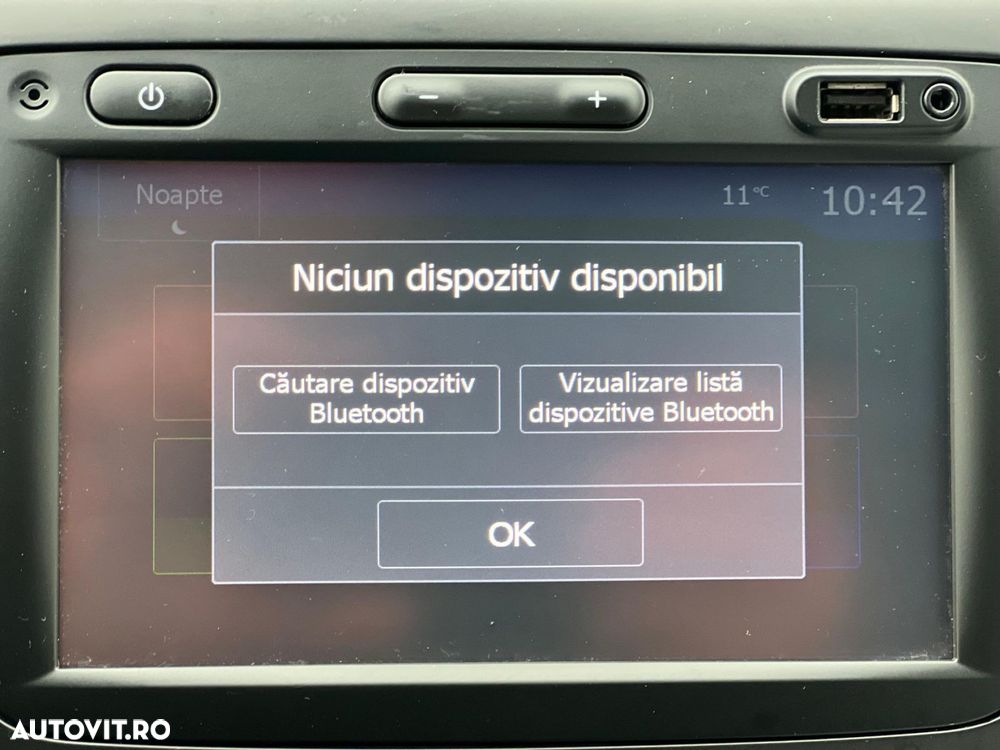 Noapte
11°C
10:42
Niciun dispozitiv disponibil
Căutare dispozitiv
Bluetooth
Vizualizare listă
dispozitive Bluetooth
OK
AUTOVIT.RO